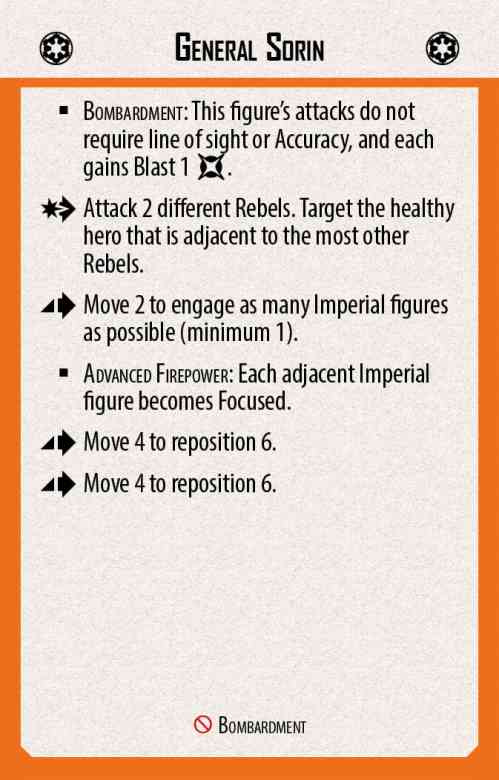 General Sorin
▪ Bombardment: This figure's attacks do not
require line of sight or Accuracy, and each
gains Blast 1 .
Attack 2 different Rebels. Target the healthy
hero that is adjacent to the most other
Rebels.
Move 2 to engage as many Imperial figures
as possible (minimum 1).
▪ Advanced Firepower: Each adjacent Imperial
figure becomes Focused.
Move 4 to reposition 6.
Move 4 to reposition 6.
Bombardment